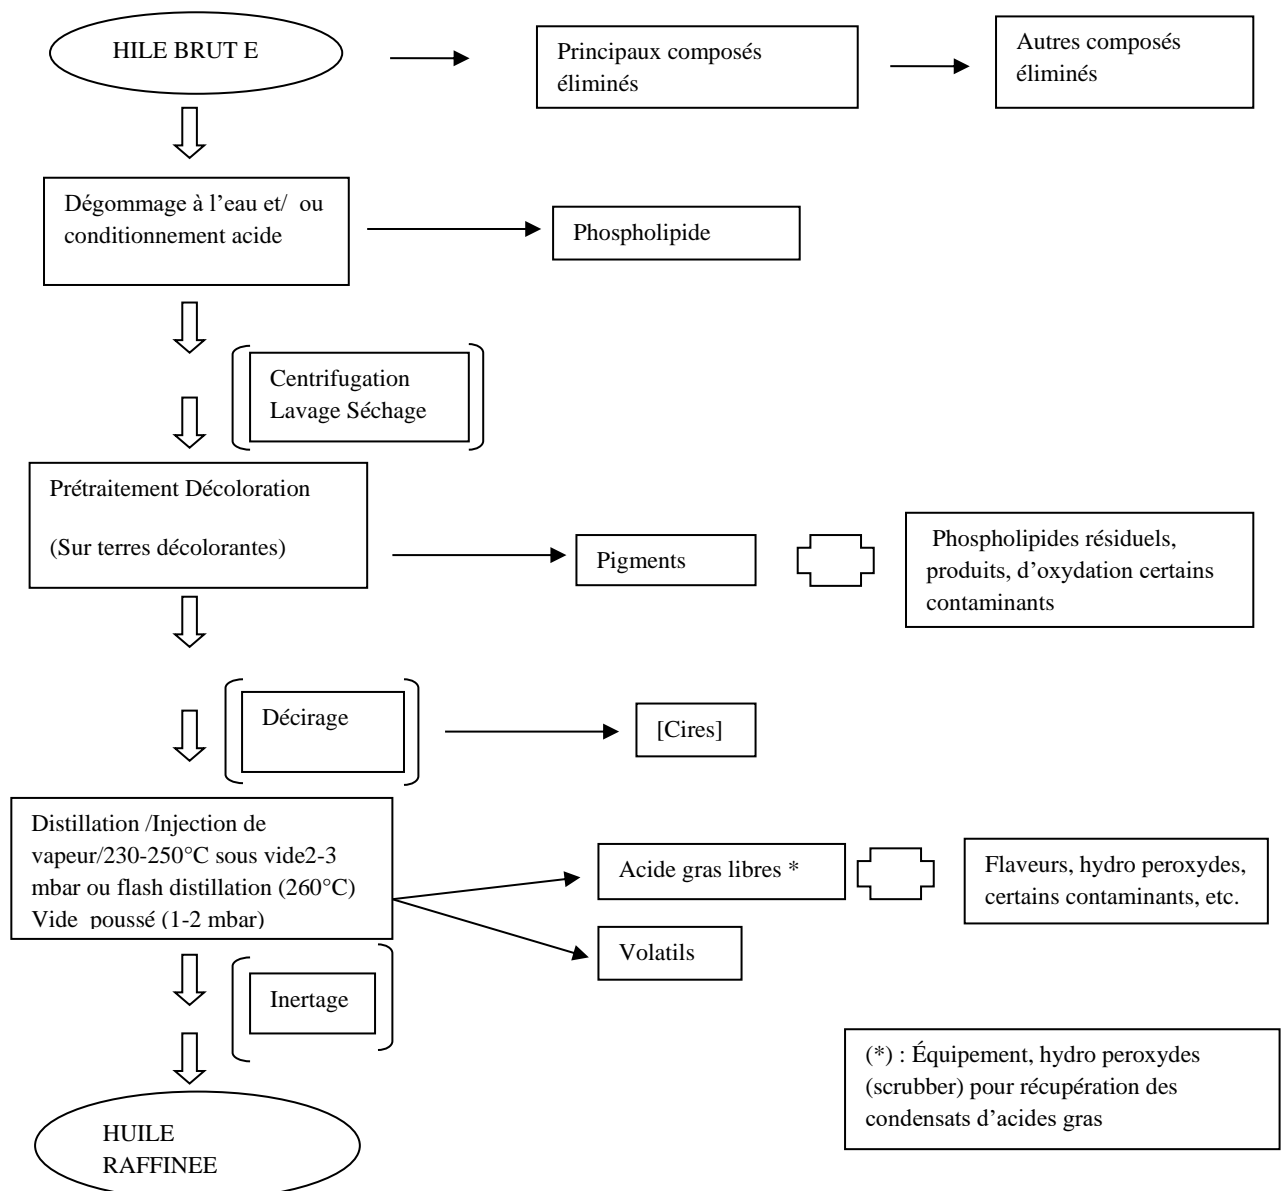 HILE BRUT E
Principaux composés
éliminés
Autres composés
éliminés
Dégommage à l’eau et/ ou
conditionnement acide
Phospholipide
Centrifugation
Lavage Séchage
Prétraitement Décoloration
(Sur terres décolorantes)
Pigments
Phospholipides résiduels,
produits, d’oxydation certains
contaminants
Décirage
[Cires]
Distillation /Injection de
vapeur/230-250°C sous vide2-3
mbar ou flash distillation (260°C)
Vide poussé (1-2 mbar)
Acide gras libres *
Flaveurs, hydro peroxydes,
certains contaminants, etc.
Volatils
Inertage
(*) : Équipement, hydro peroxydes
(scrubber) pour récupération des
condensats d’acides gras
HUILE
RAFFINEE